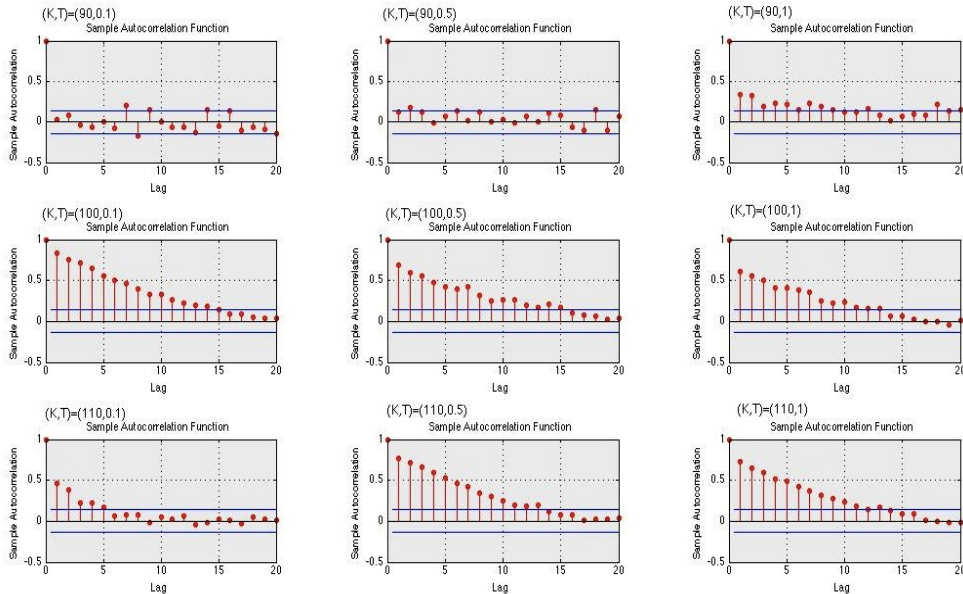 (K,T)=(90,0.1)
Sample Autocorrelation Function
Sample Autocorrelation
1
0.5
0
-0.5
0 5 10 15 20
Lag
(K,T)=(90,0.5)
Sample Autocorrelation Function
Sample Autocorrelation
1
0.5
0
-0.5
0 5 10 15 20
Lag
(K,T)=(90,1)
Sample Autocorrelation Function
Sample Autocorrelation
1
0.5
0
-0.5
0 5 10 15 20
Lag
(K,T)=(100,0.1)
Sample Autocorrelation Function
Sample Autocorrelation
1
0.5
0
-0.5
0 5 10 15 20
Lag
(K,T)=(100,0.5)
Sample Autocorrelation Function
Sample Autocorrelation
1
0.5
0
-0.5
0 5 10 15 20
Lag
(K,T)=(100,1)
Sample Autocorrelation Function
Sample Autocorrelation
1
0.5
0
-0.5
0 5 10 15 20
Lag
(K,T)=(110,0.1)
Sample Autocorrelation Function
Sample Autocorrelation
1
0.5
0
-0.5
0 5 10 15 20
Lag
(K,T)=(110,0.5)
Sample Autocorrelation Function
Sample Autocorrelation
1
0.5
0
-0.5
0 5 10 15 20
Lag
(K,T)=(110,1)
Sample Autocorrelation Function
Sample Autocorrelation
1
0.5
0
-0.5
0 5 10 15 20
Lag